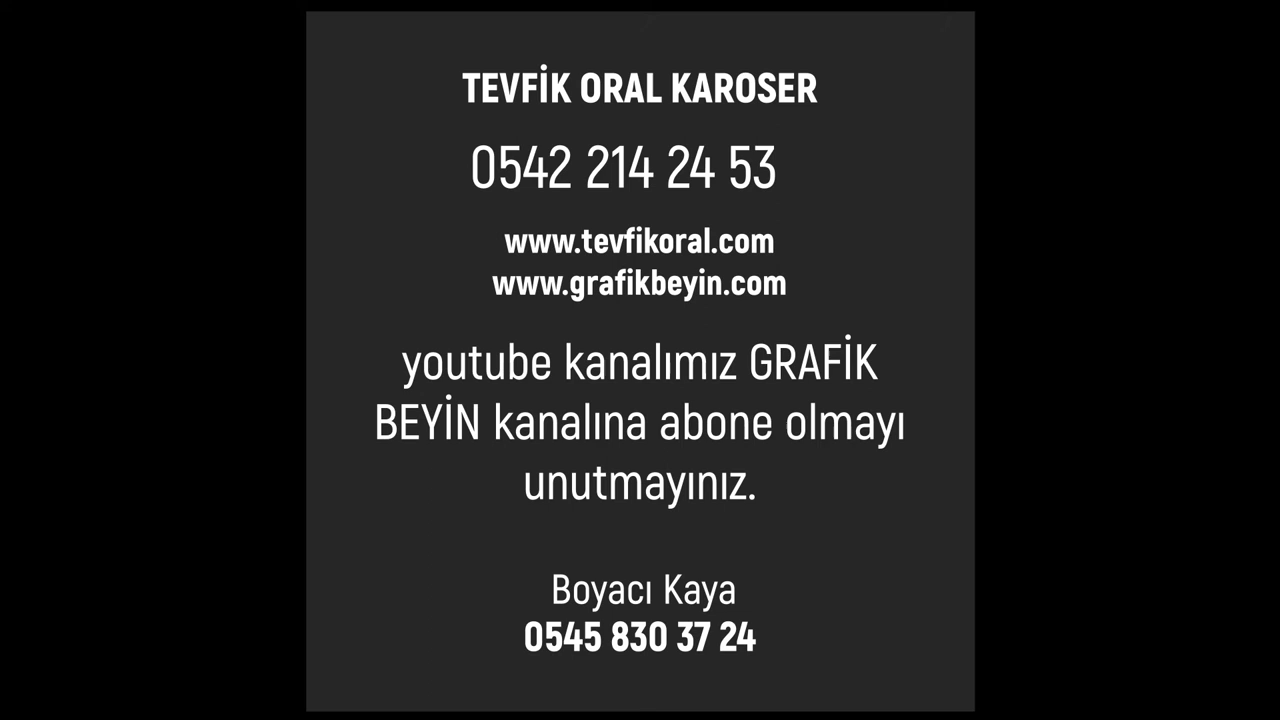 TEVFİK ORAL KAROSER
0542 214 24 53
www.tevfikoral.com
www.grafikbeyin.com
youtube kanalımız GRAFİK
BEYİN kanalına abone olmayı
unutmayınız.
Boyacı Kaya
0545 830 37 24